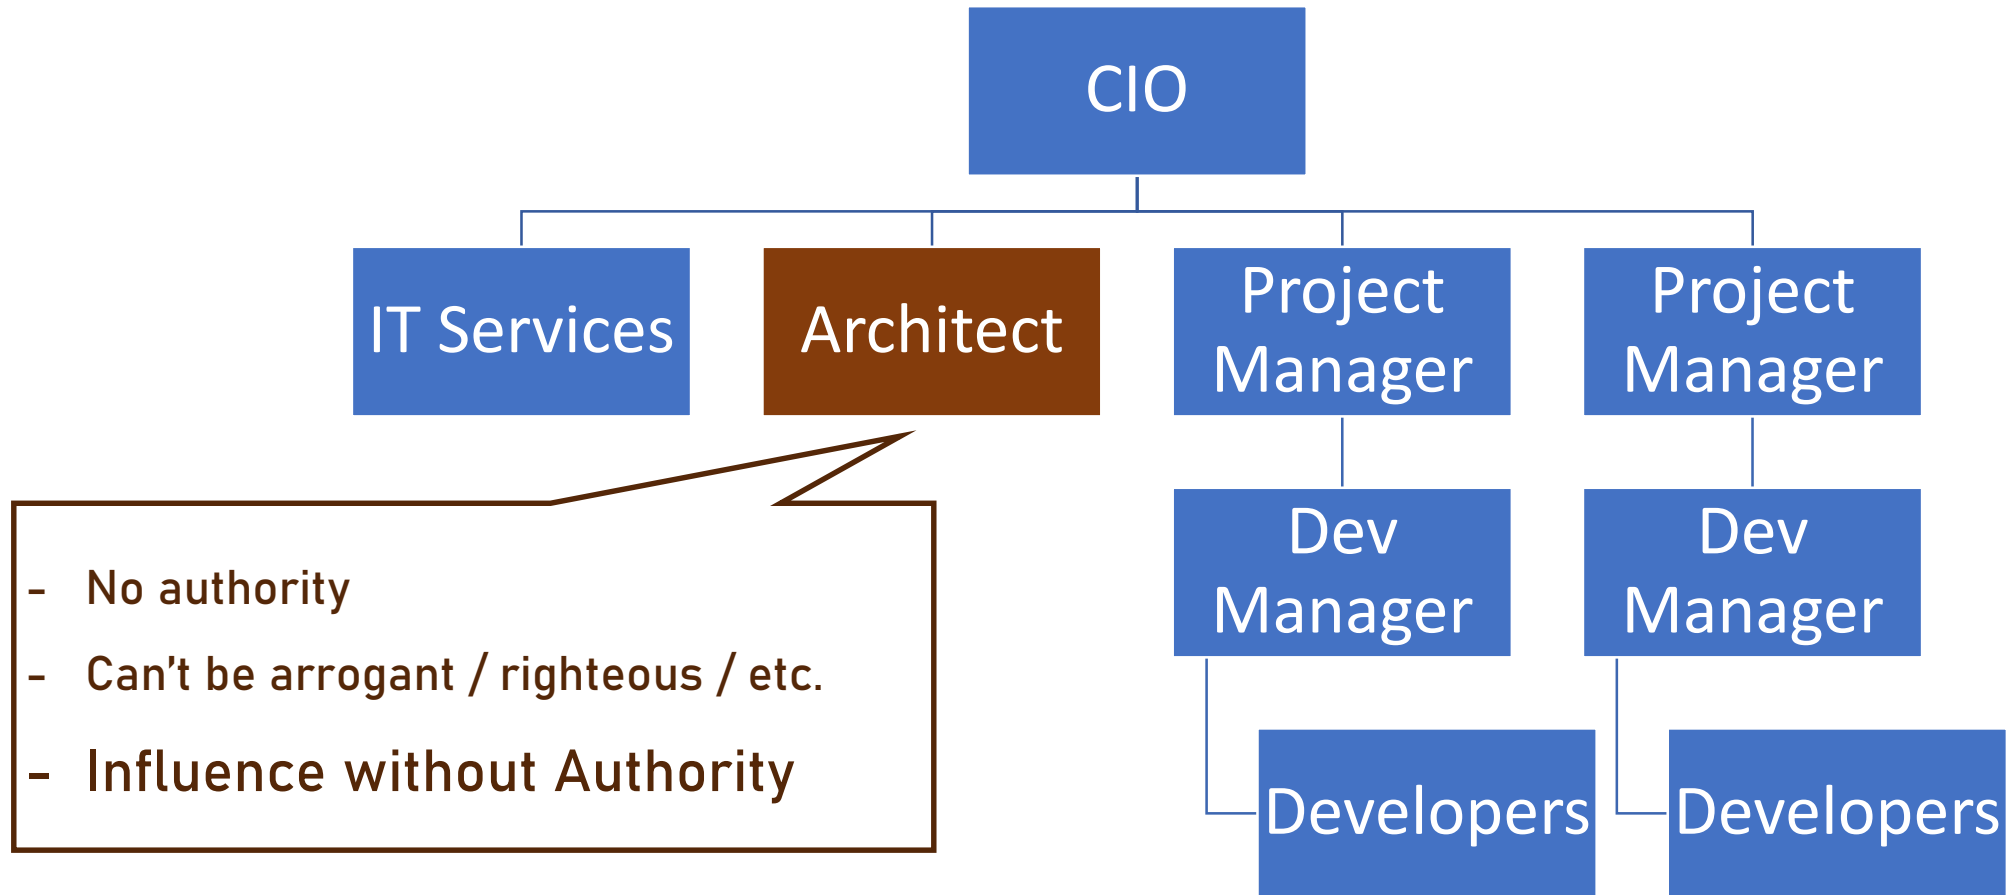 CIO
IT Services
Architect
Project
Manager
Project
Manager
Dev
Manager
Dev
Manager
Developers
Developers
- No authority
- Can't be arrogant / righteous / etc.
- Influence without Authority